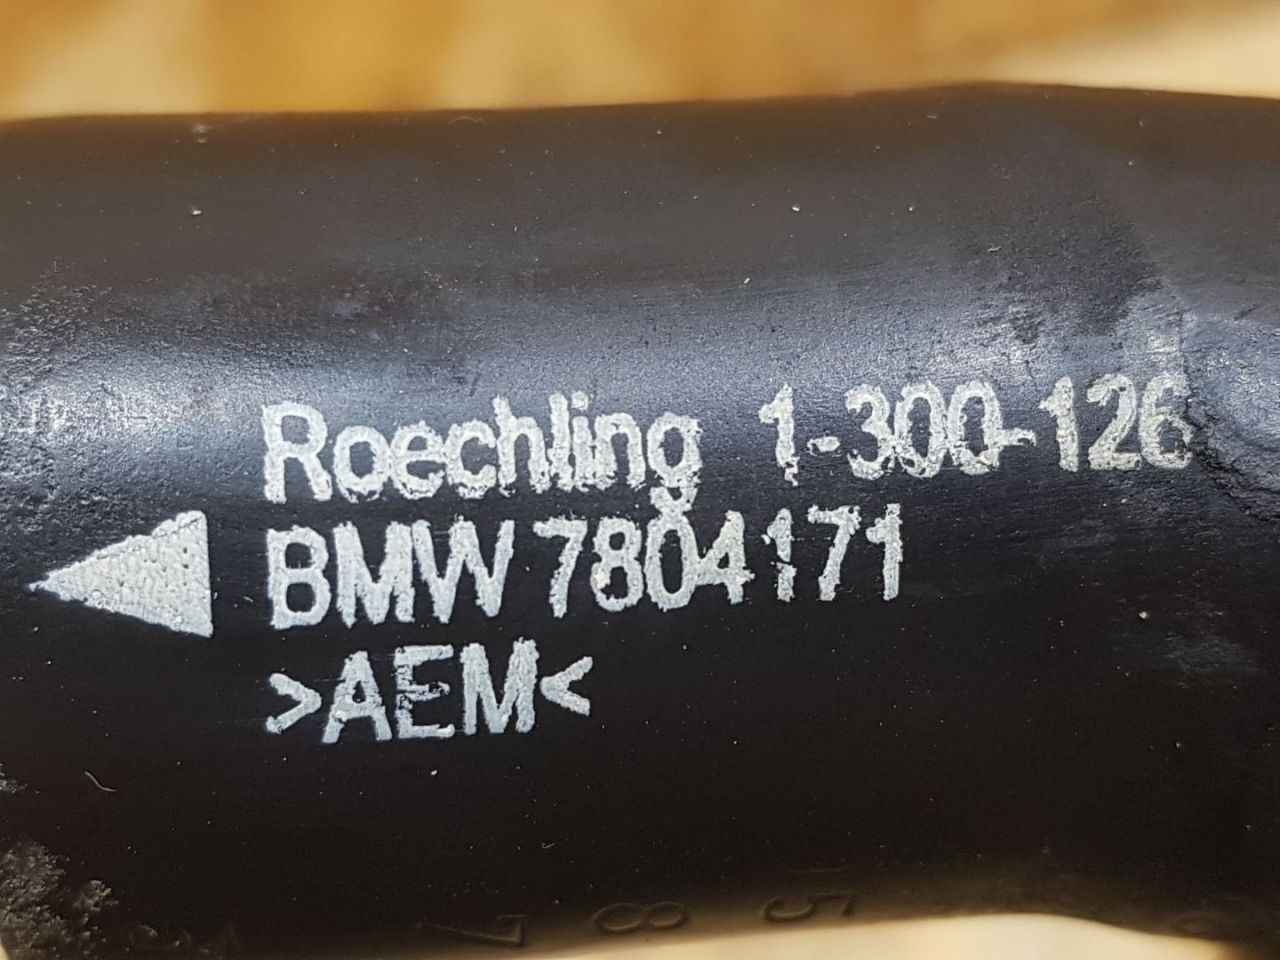 Roechling 1-300-126
BMW 7804171
>AEM<